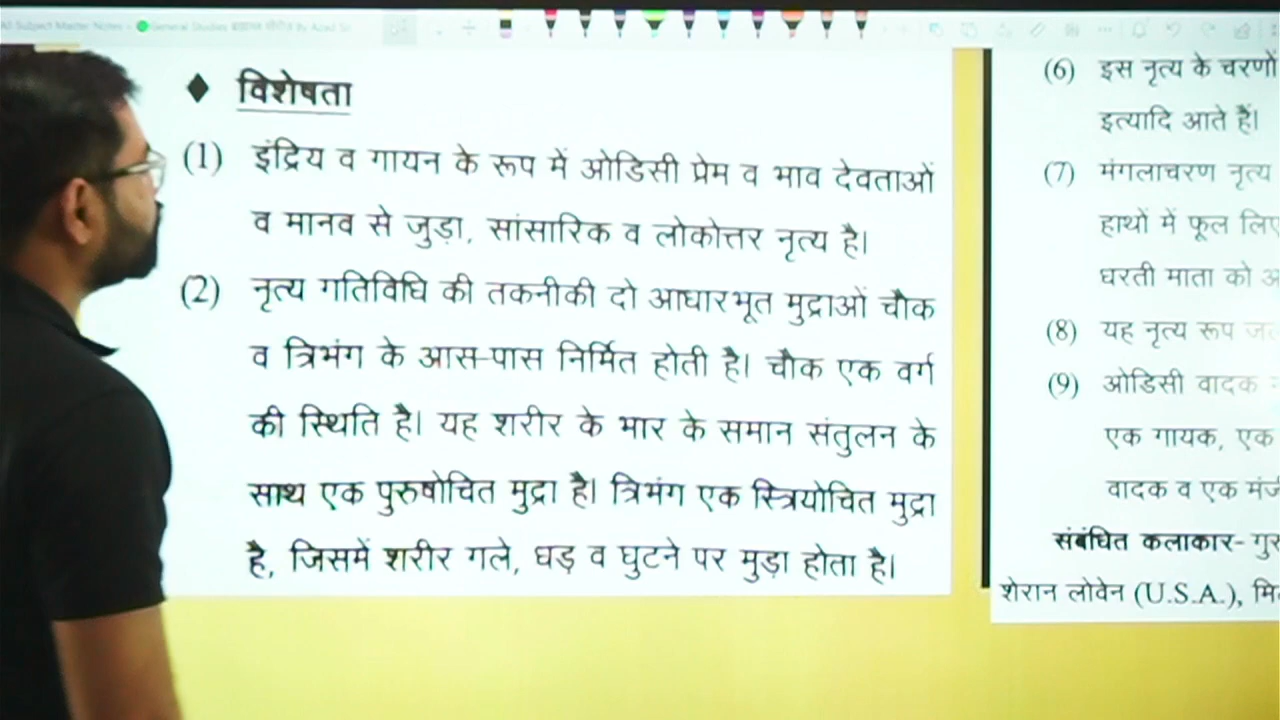 ◆ विशेषता
(1) इंद्रिय व गायन के रूप में ओडिसी प्रेम व भाव देवताओं
व मानव से जुड़ा, सांसारिक व लोकोत्तर नृत्य है।
(2) नृत्य गतिविधि की तकनीकी दो आधारभूत मुद्राओं चौक
व त्रिभंग के आस-पास निर्मित होती है। चौक एक वर्ग
की स्थिति है। यह शरीर के भार के समान संतुलन के
साथ एक पुरुषोचित मुद्रा है। त्रिभंग एक स्त्रियोचित मुद्रा
है, जिसमें शरीर गले, धड़ व घुटने पर मुड़ा होता है।
(6) इस नृत्य के चरणों
इत्यादि आते हैं।
(7) मंगलाचरण नृत्य
हाथों में फूल लिए
धरती माता को
(8) यह नृत्य रूप
(9) ओडिसी वादक
एक गायक, एक
वादक व एक
संबंधित कलाकार-
शेरान लोवेन (U.S.A.),